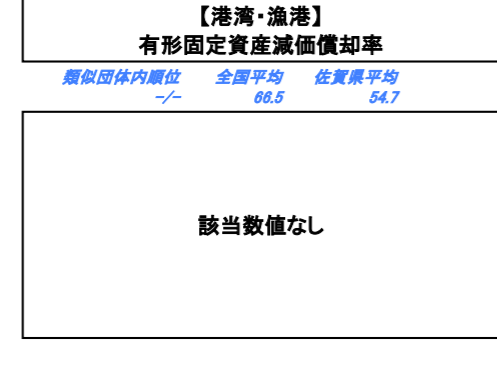 【港湾・漁港】
有形固定資産減価償却率
類似団体内順位 全国平均 佐賀県平均
-/- 66.5 54.7
該当数値なし